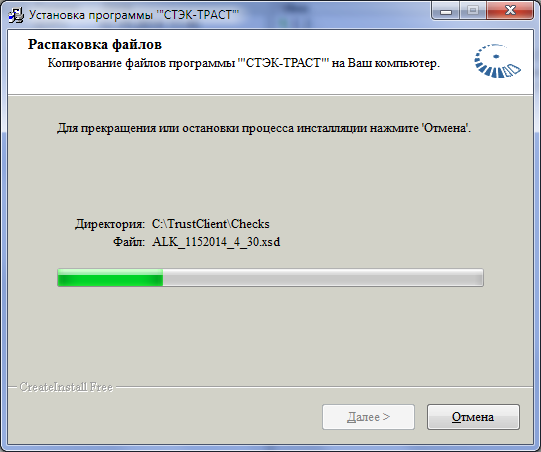 Установка программы '"СТЭК-ТРАСТ"'
Распаковка файлов
Копирование файлов программы '"СТЭК-ТРАСТ"' на Ваш компьютер.
Для прекращения или остановки процесса инсталляции нажмите 'Отмена'.
Директория: C:\TrustClient\Checks
Файл: ALK_1152014_4_30.xsd
CreateInstall Free
Далее >
Отмена